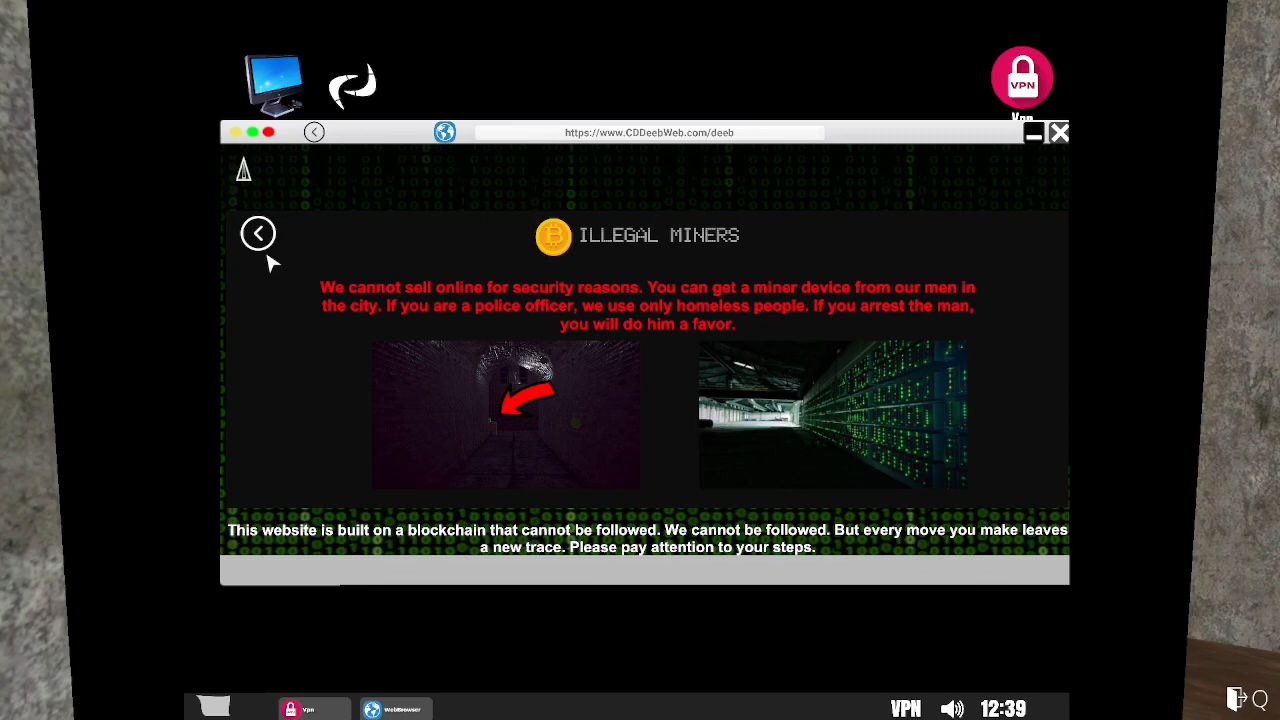 VPN
Vpn
https://www.CDDeebWeb.com/deeb
ILLEGAL MINERS
We cannot sell online for security reasons. You can get a miner device from our men in
the city. If you are a police officer, we use only homeless people. If you arrest the man,
you will do him a favor.
This website is built on a blockchain that cannot be followed. We cannot be followed. But every move you make leaves
a new trace. Please pay attention to your steps.
Vpn
WebBrowser
VPN
12:39
Q